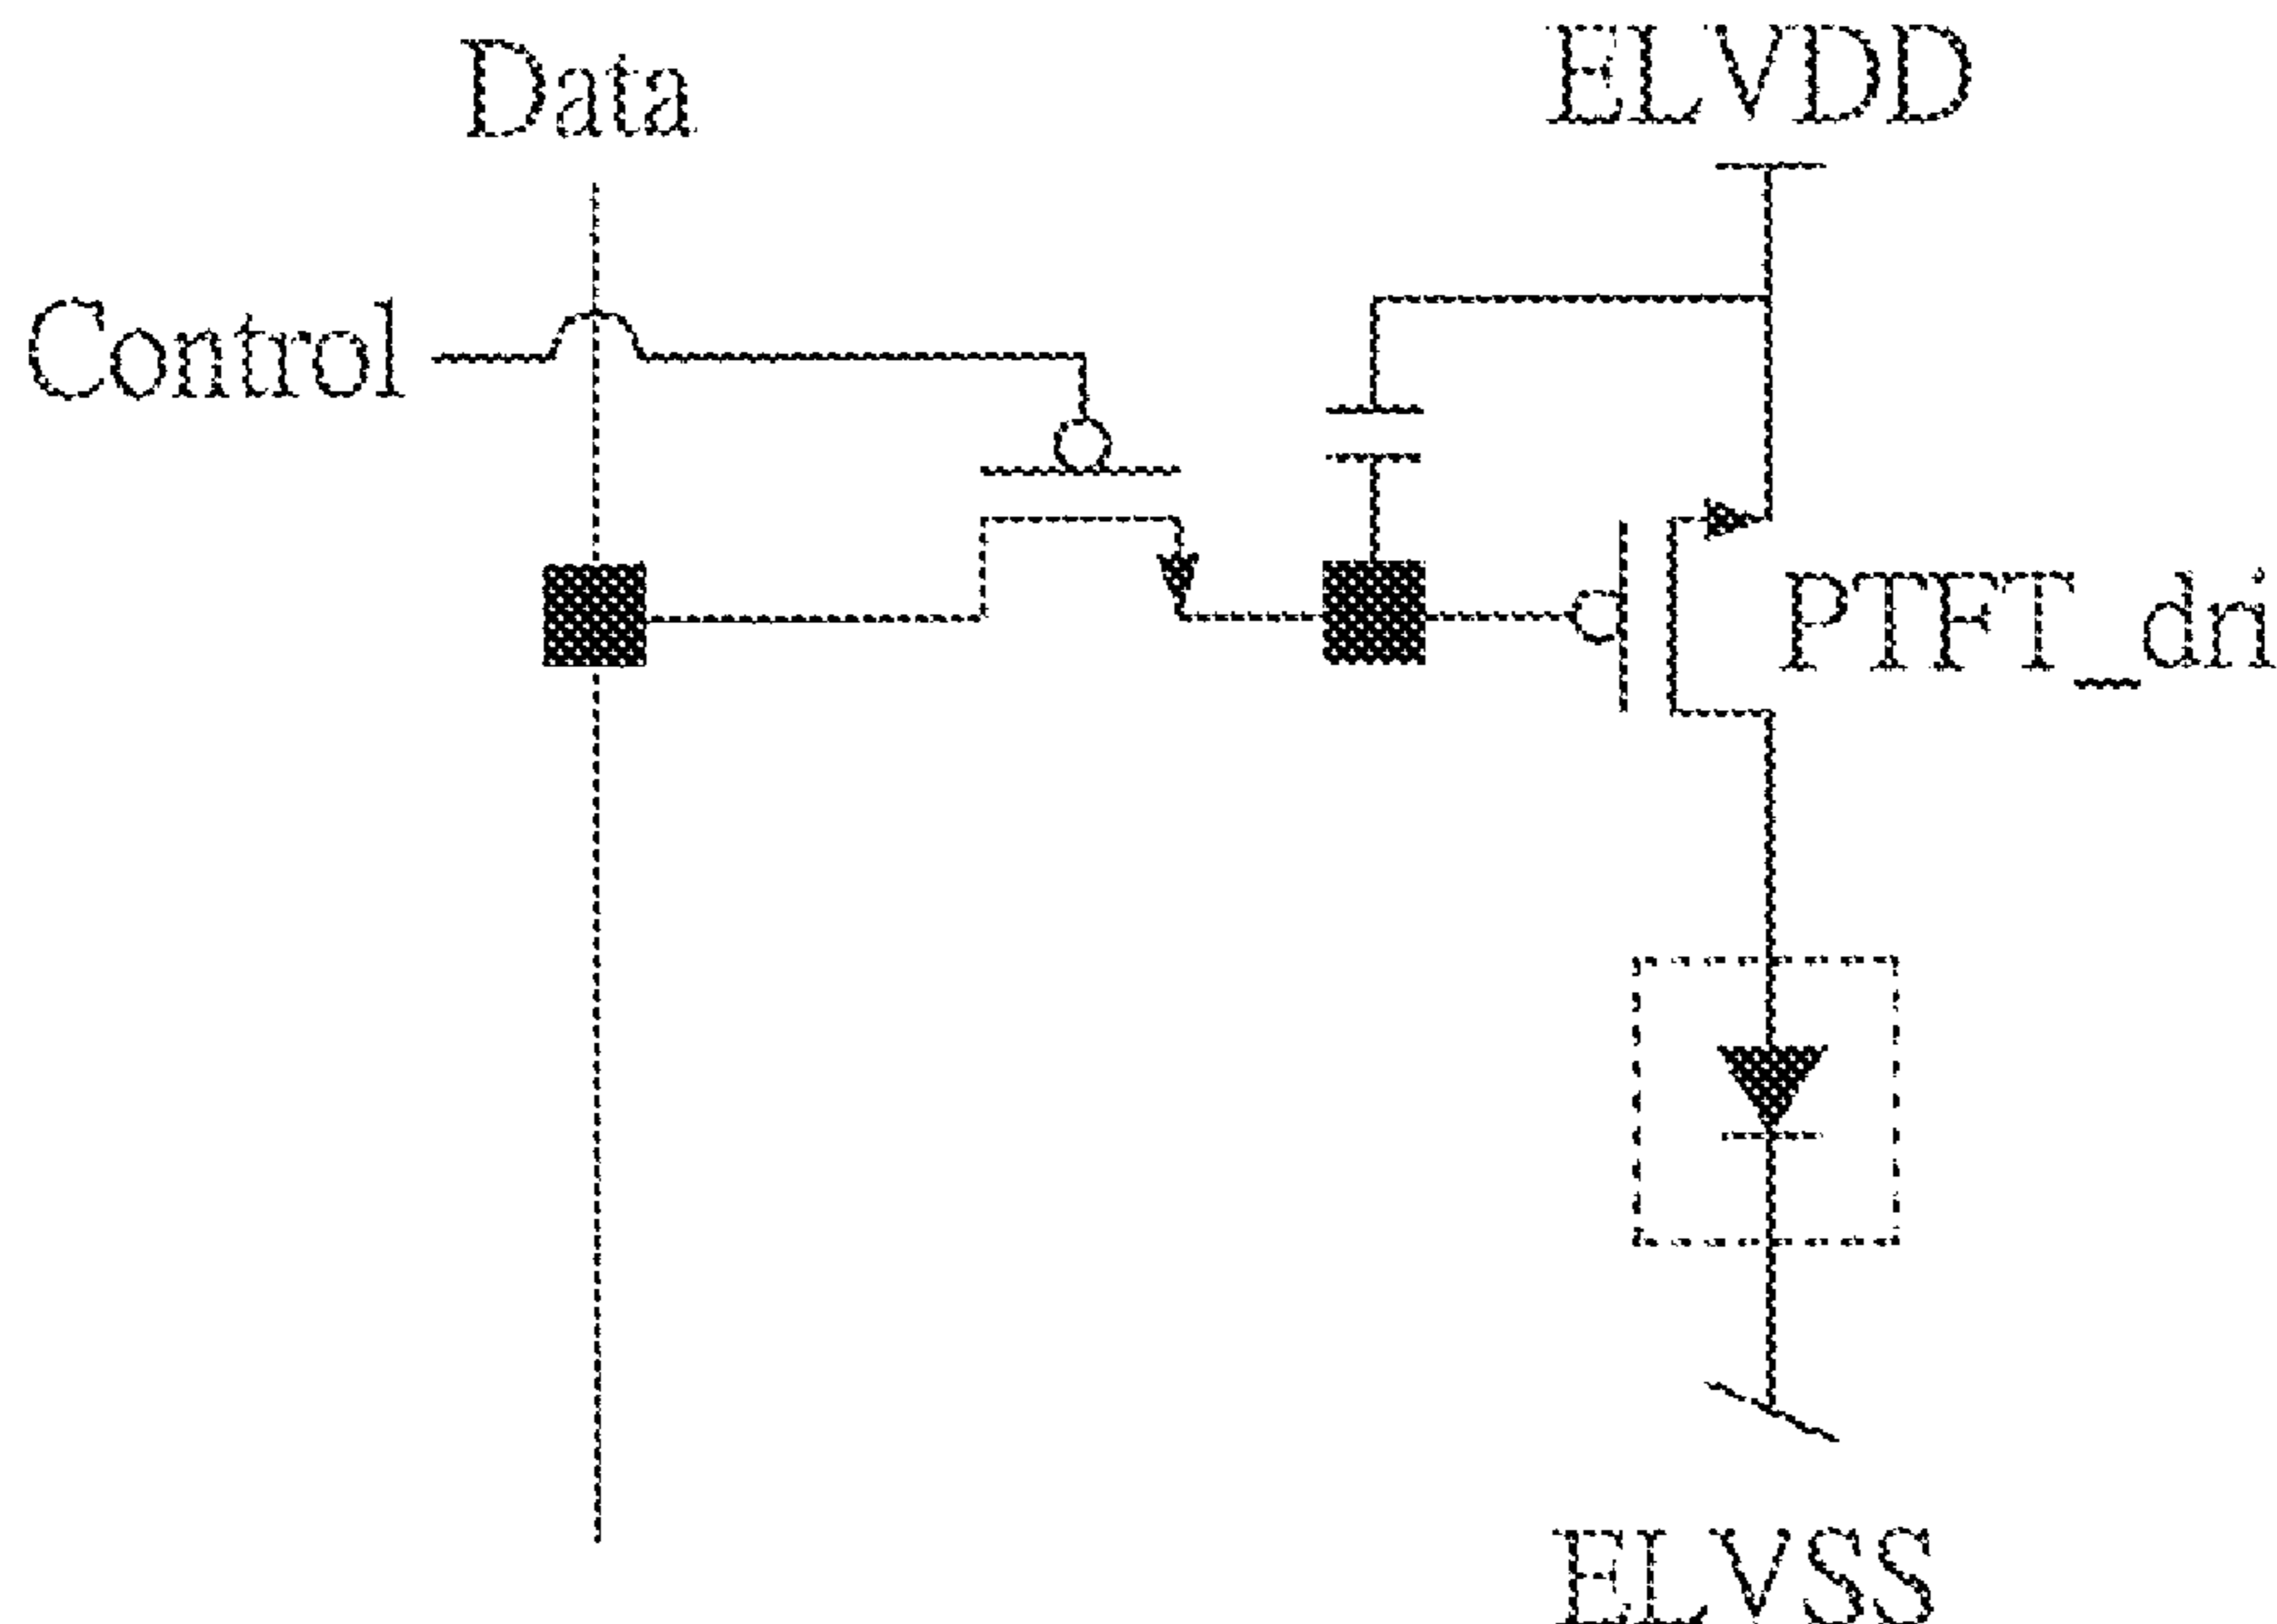 Data
ELVDD
Control
PTFT_dri
ELVSS